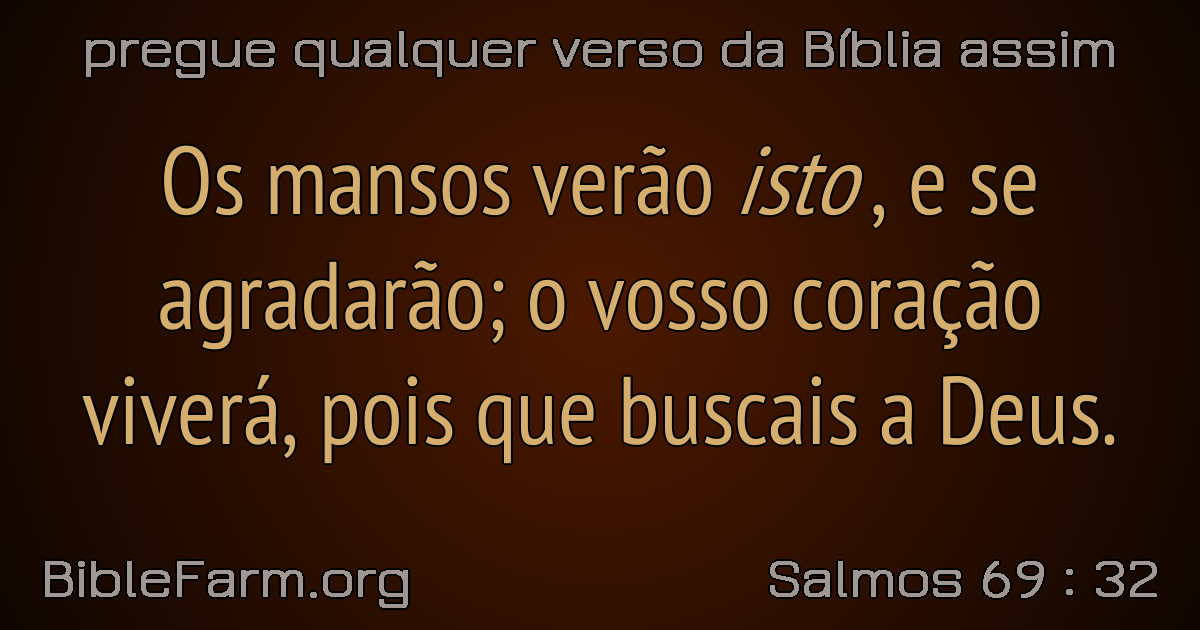 pregue qualquer verso da Bíblia assim
Os mansos verão isto, e se
agradarão; o vosso coração
viverá, pois que buscais a Deus.
BibleFarm.org
Salmos 69 : 32